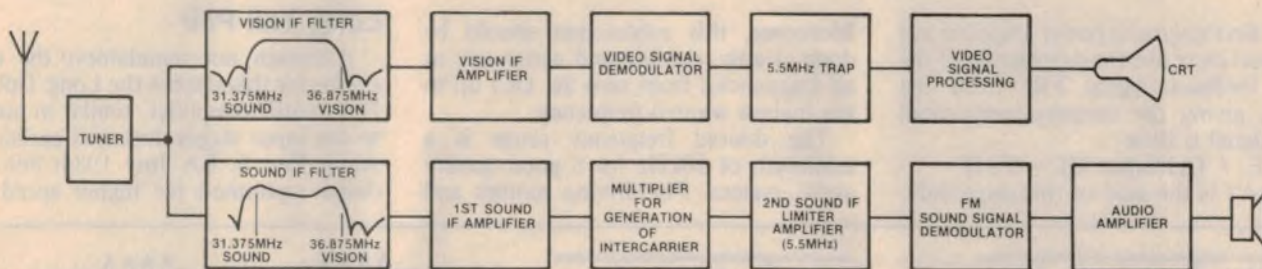 VISION IF FILTER
31.375MHz
SOUND
36.875MHz
VISION
VISION IF
AMPLIFIER
VIDEO SIGNAL
DEMODULATOR
5.5MHz TRAP
VIDEO
SIGNAL
PROCESSING
CRT
TUNER
SOUND IF FILTER
31.375MHz
SOUND
36.875MHz
VISION
1ST SOUND
IF AMPLIFIER
MULTIPLIER
FOR
GENERATION
OF
INTERCARRIER
2ND SOUND IF
LIMITER
AMPLIFIER
(5.5MHz)
FM
SOUND SIGNAL
DEMODULATOR
AUDIO
AMPLIFIER